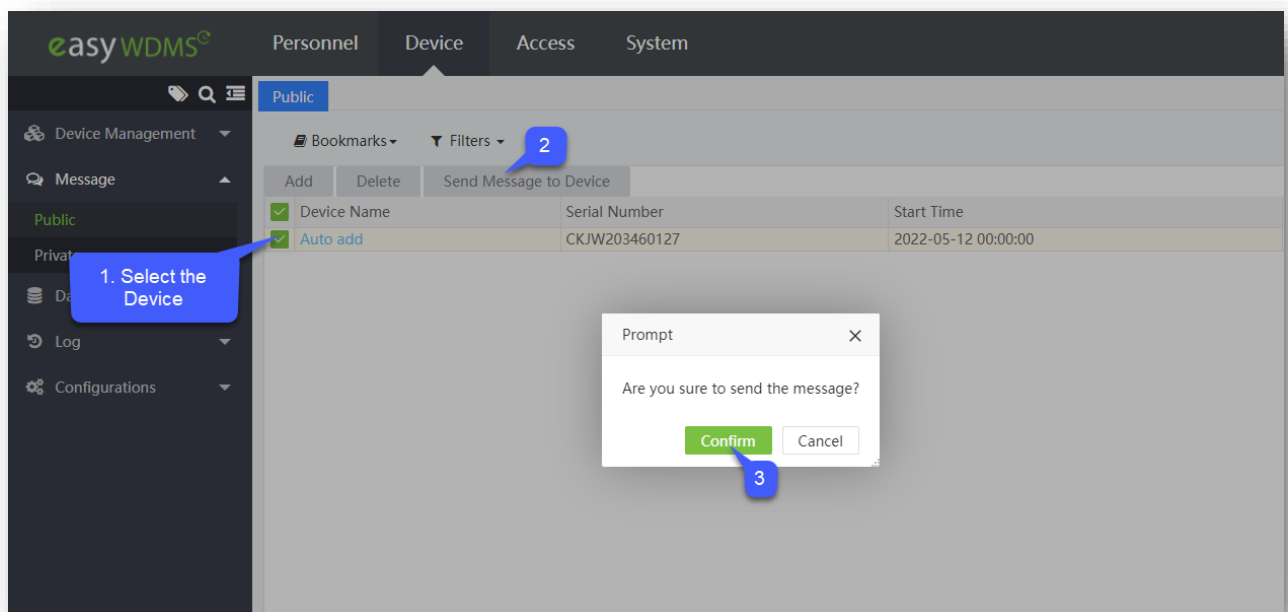 easy WDMS
Personnel Device Access System
Public
Device Management
Bookmarks Filters 2
Message
Add Delete Send Message to Device
Device Name Serial Number Start Time
Public
Auto add CKJW203460127 2022-05-12 00:00:00
1. Select the
Device
Log
Configurations
Prompt
Are you sure to send the message?
Confirm Cancel
3